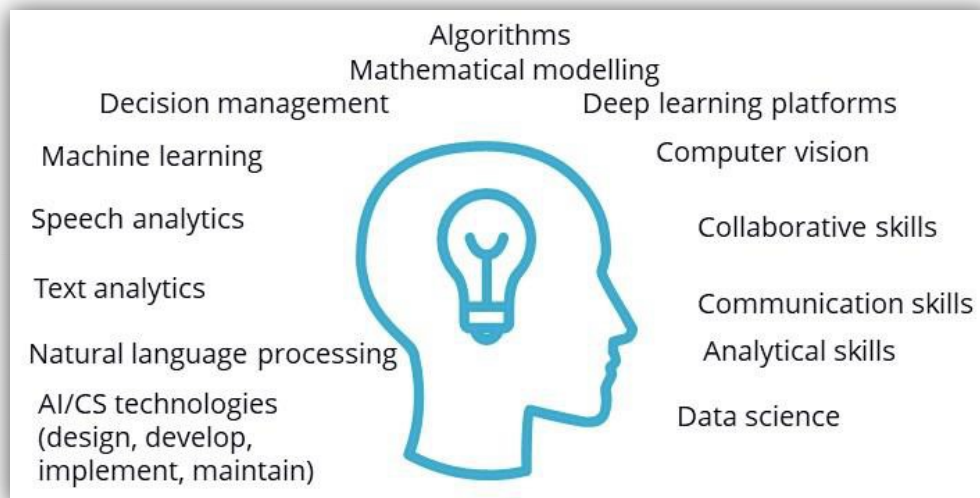 Algorithms
Mathematical modelling
Decision management
Deep learning platforms
Machine learning
Computer vision
Speech analytics
Collaborative skills
Text analytics
Communication skills
Natural language processing
Analytical skills
AI/CS technologies
(design, develop,
implement, maintain)
Data science